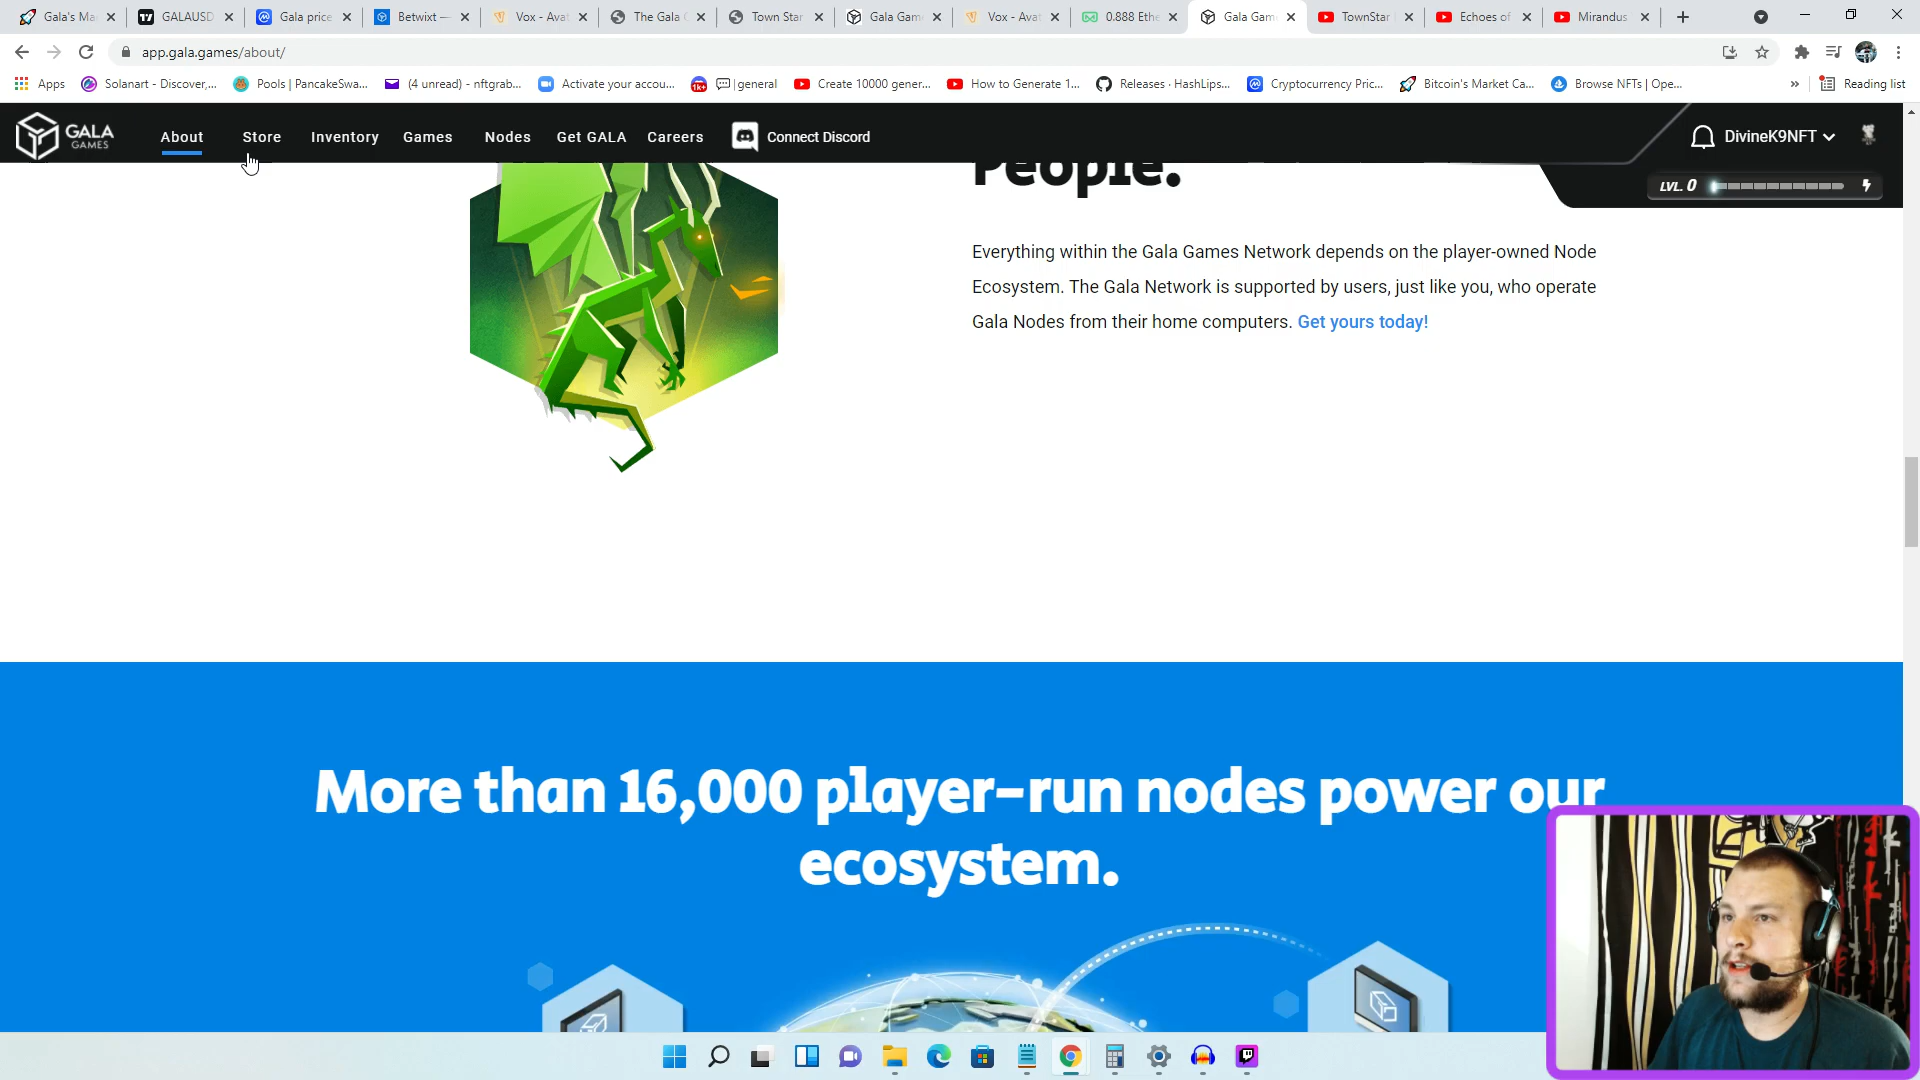 Gala's Ma
GALAUSD
Gala price
Betwixt —
Vox - Avat
The Gala
Town Star
Gala Gam
Vox - Avat
0.888 Ethe
Gala Gam
TownStar
Echoes of
Mirandus
app.gala.games/about/
Apps
Solanart - Discover,...
Pools | PancakeSwa...
(4 unread) - nftgrab...
Activate your accou...
1k+
|general
Create 10000 gener...
How to Generate 1...
Releases · HashLips...
Cryptocurrency Pric...
Bitcoin's Market Ca...
Browse NFTs | Ope...
»
Reading list
GALA
GAMES
About
Store
Inventory
Games
Nodes
Get GALA
Careers
Connect Discord
DivineK9NFT
LVL. 0
People.
Everything within the Gala Games Network depends on the player-owned Node
Ecosystem. The Gala Network is supported by users, just like you, who operate
Gala Nodes from their home computers. Get yours today!
More than 16,000 player-run nodes power our
ecosystem.